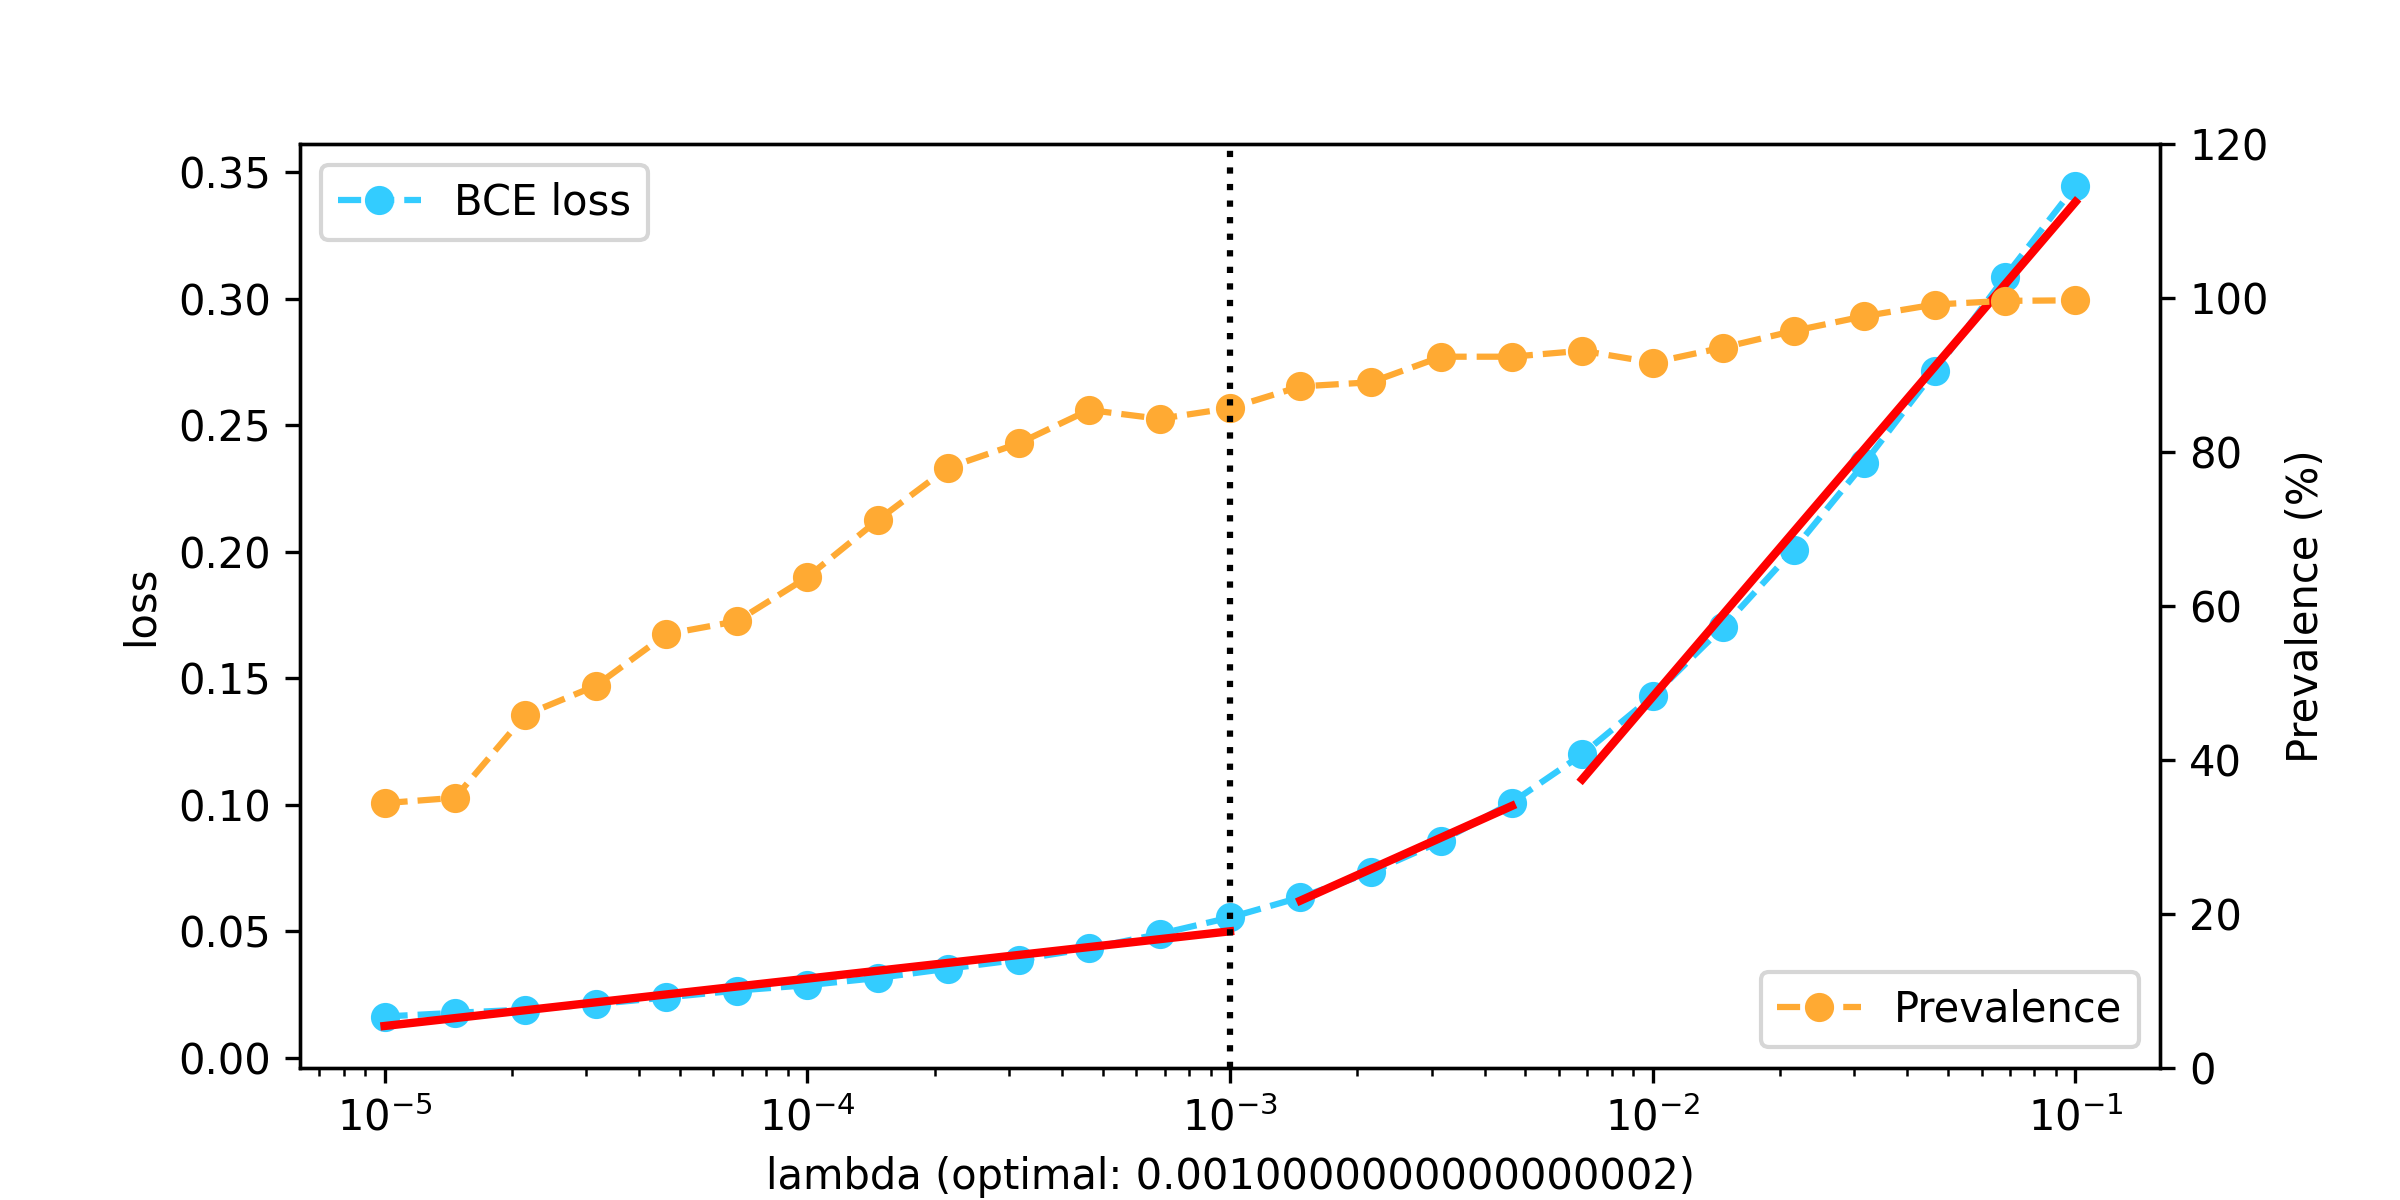 BCE loss
Prevalence
0.35
0.30
0.25
0.20
0.15
0.10
0.05
0.00
loss
120
100
80
60
40
20
0
Prevalence (%)
10⁻⁵ 10⁻⁴ 10⁻³ 10⁻² 10⁻¹
lambda (optimal: 0.0010000000000000002)